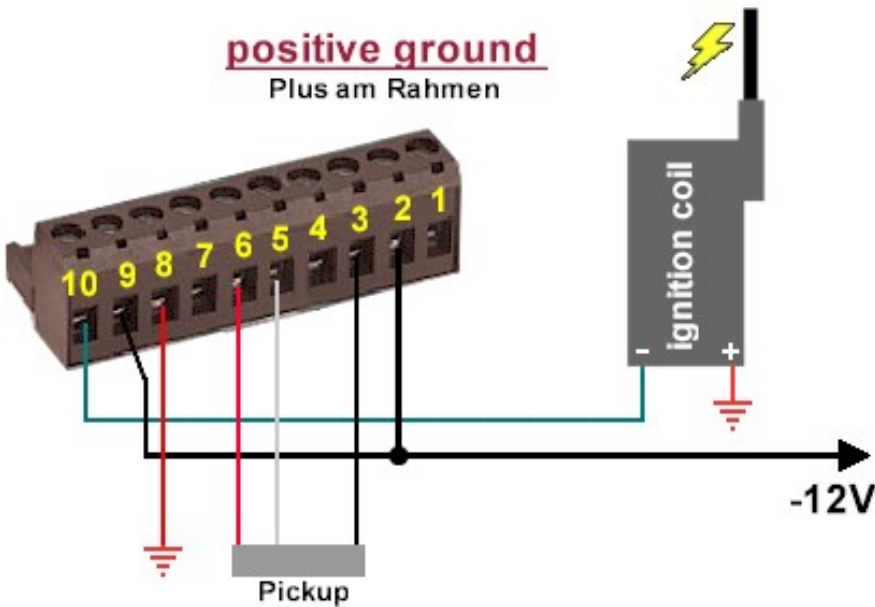 positive ground
Plus am Rahmen
10 9 8 7 6 5 4 3 2 1
ignition coil
- +
-12V
Pickup